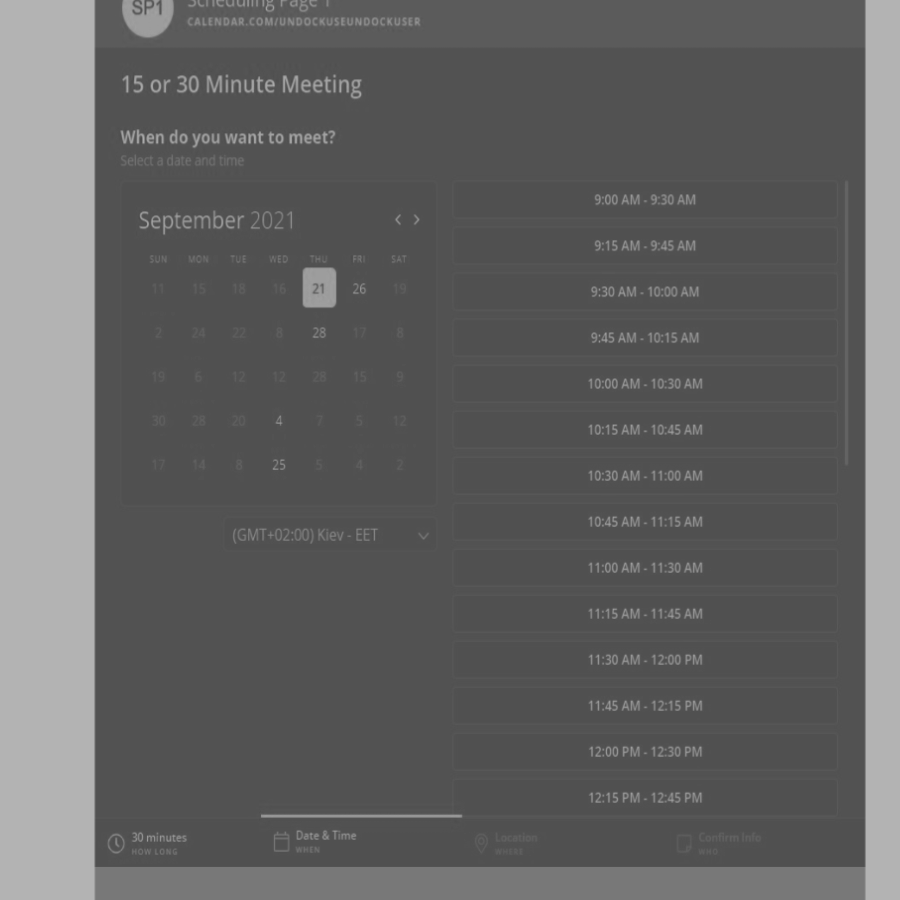 SP1
Scheduling Page 1
CALENDAR.COM/UNDOCKUSEUNDOCKUSER
15 or 30 Minute Meeting
When do you want to meet?
Select a date and time
September 2021
SUN MON TUE WED THU FRI SAT
11 15 18 16 21 26 19
2 24 22 8 28 17 8
19 6 12 12 28 15 9
30 28 20 4 7 5 12
17 14 8 25 5 4 2
(GMT+02:00) Kiev - EET
9:00 AM - 9:30 AM
9:15 AM - 9:45 AM
9:30 AM - 10:00 AM
9:45 AM - 10:15 AM
10:00 AM - 10:30 AM
10:15 AM - 10:45 AM
10:30 AM - 11:00 AM
10:45 AM - 11:15 AM
11:00 AM - 11:30 AM
11:15 AM - 11:45 AM
11:30 AM - 12:00 PM
11:45 AM - 12:15 PM
12:00 PM - 12:30 PM
12:15 PM - 12:45 PM
30 minutes
HOW LONG
Date & Time
WHEN
Location
WHERE
Confirm Info
WHO